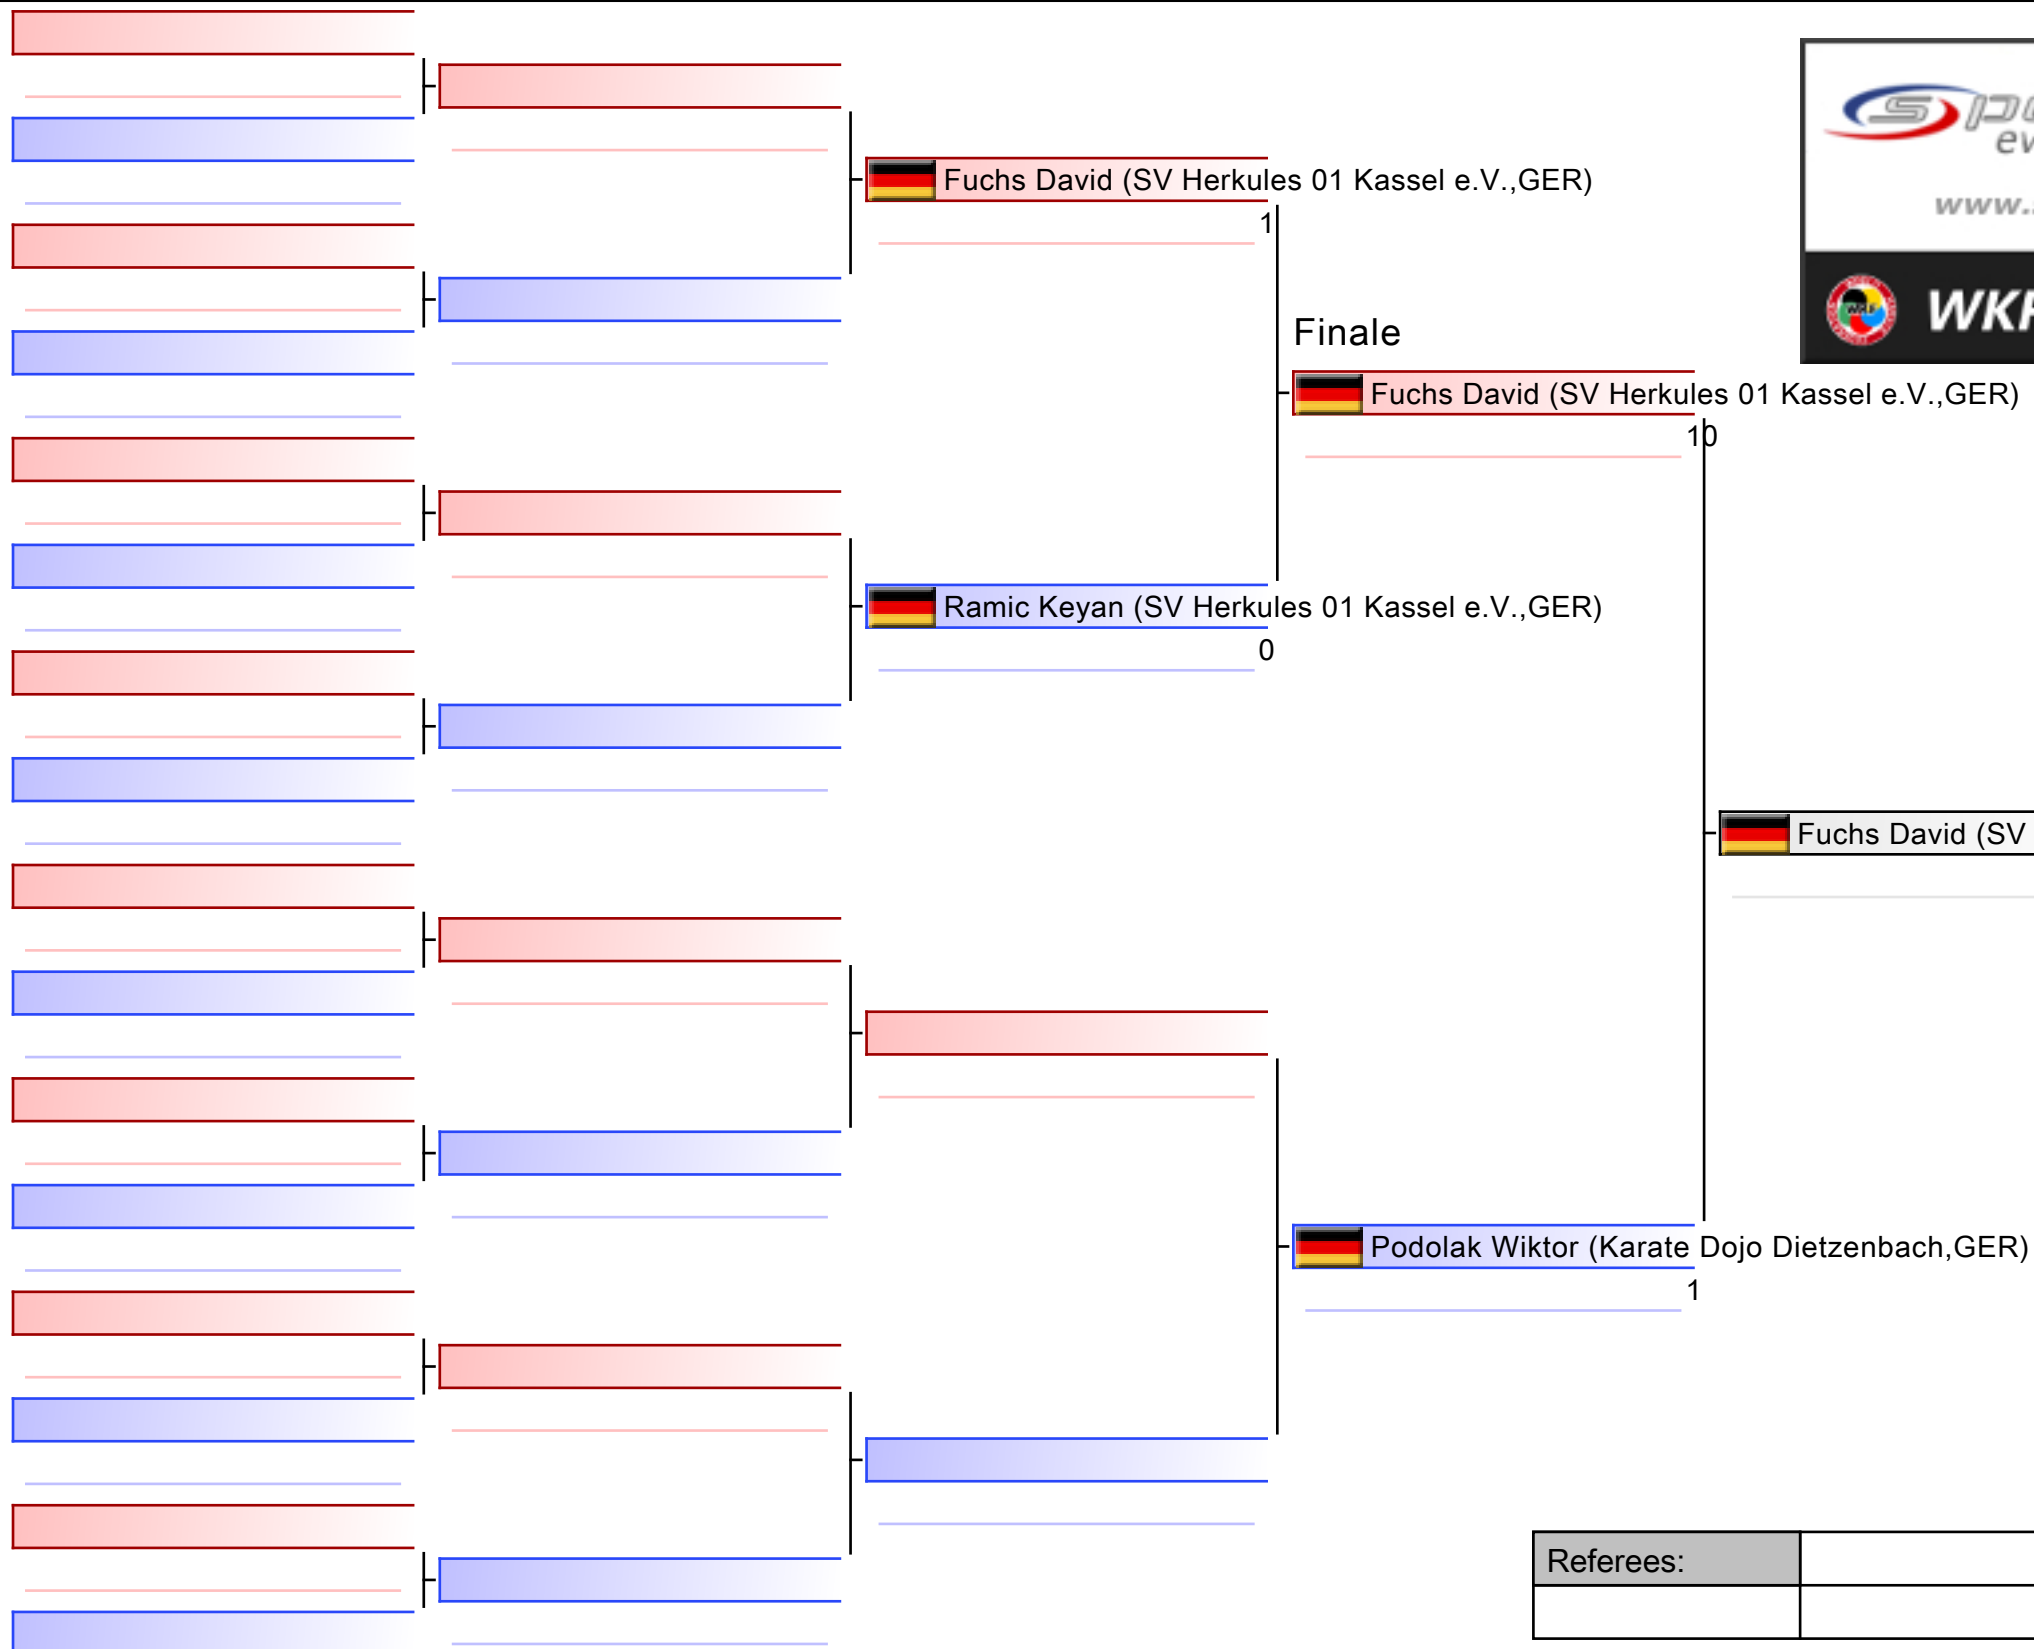 Fuchs David (SV Herkules 01 Kassel e.V.,GER)
1
www.
WKF
Finale
Fuchs David (SV Herkules 01 Kassel e.V.,GER)
10
Ramic Keyan (SV Herkules 01 Kassel e.V.,GER)
0
Fuchs David (SV
Podolak Wiktor (Karate Dojo Dietzenbach,GER)
1
Referees: